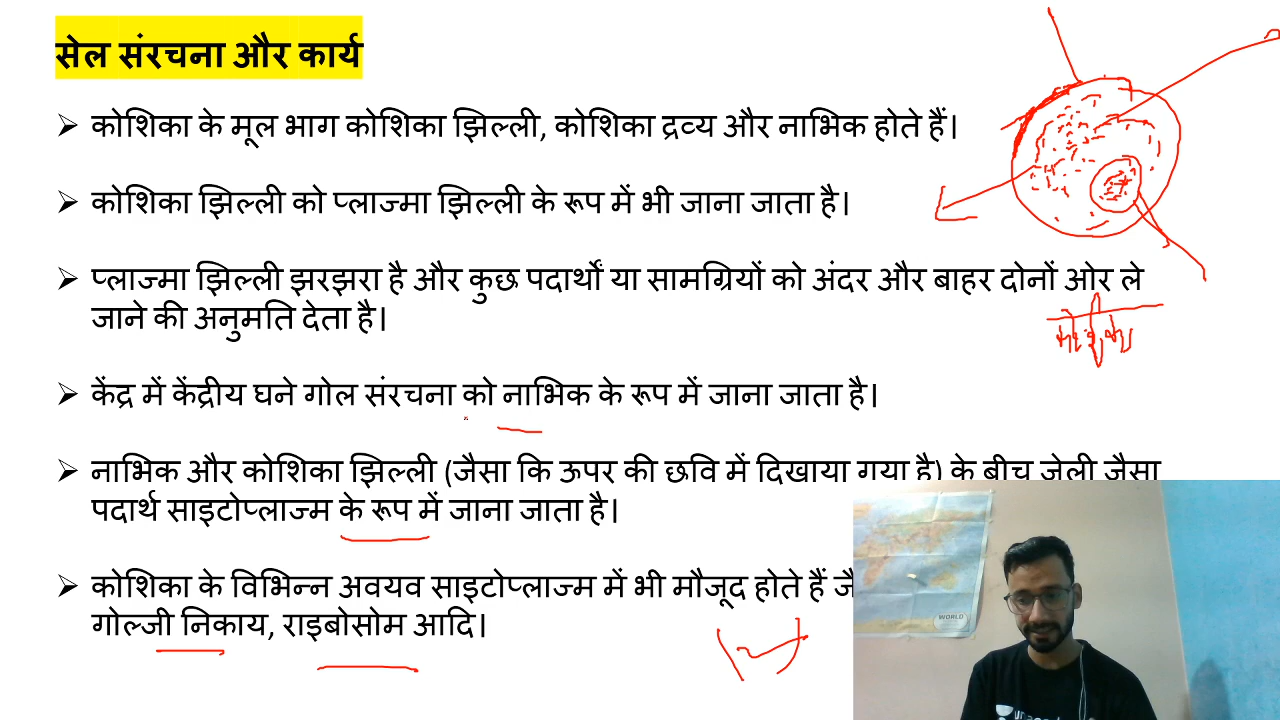 सेल संरचना और कार्य
➢ कोशिका के मूल भाग कोशिका झिल्ली, कोशिका द्रव्य और नाभिक होते हैं।
➢ कोशिका झिल्ली को प्लाज्मा झिल्ली के रूप में भी जाना जाता है।
➢ प्लाज्मा झिल्ली झरझरा है और कुछ पदार्थों या सामग्रियों को अंदर और बाहर दोनों ओर ले
जाने की अनुमति देता है।
➢ केंद्र में केंद्रीय घने गोल संरचना को नाभिक के रूप में जाना जाता है।
➢ नाभिक और कोशिका झिल्ली (जैसा कि ऊपर की छवि में दिखाया गया है) के बीच जेली जैसा
पदार्थ साइटोप्लाज्म के रूप में जाना जाता है।
➢ कोशिका के विभिन्न अवयव साइटोप्लाज्म में भी मौजूद होते हैं
गोल्जी निकाय, राइबोसोम आदि।
WORLD